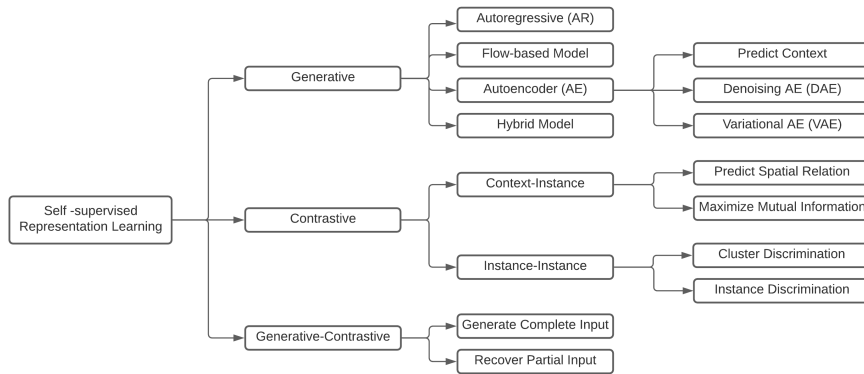 Self -supervised
Representation Learning
Generative
Autoregressive (AR)
Flow-based Model
Autoencoder (AE)
Hybrid Model
Predict Context
Denoising AE (DAE)
Variational AE (VAE)
Contrastive
Context-Instance
Predict Spatial Relation
Maximize Mutual Information
Instance-Instance
Cluster Discrimination
Instance Discrimination
Generative-Contrastive
Generate Complete Input
Recover Partial Input